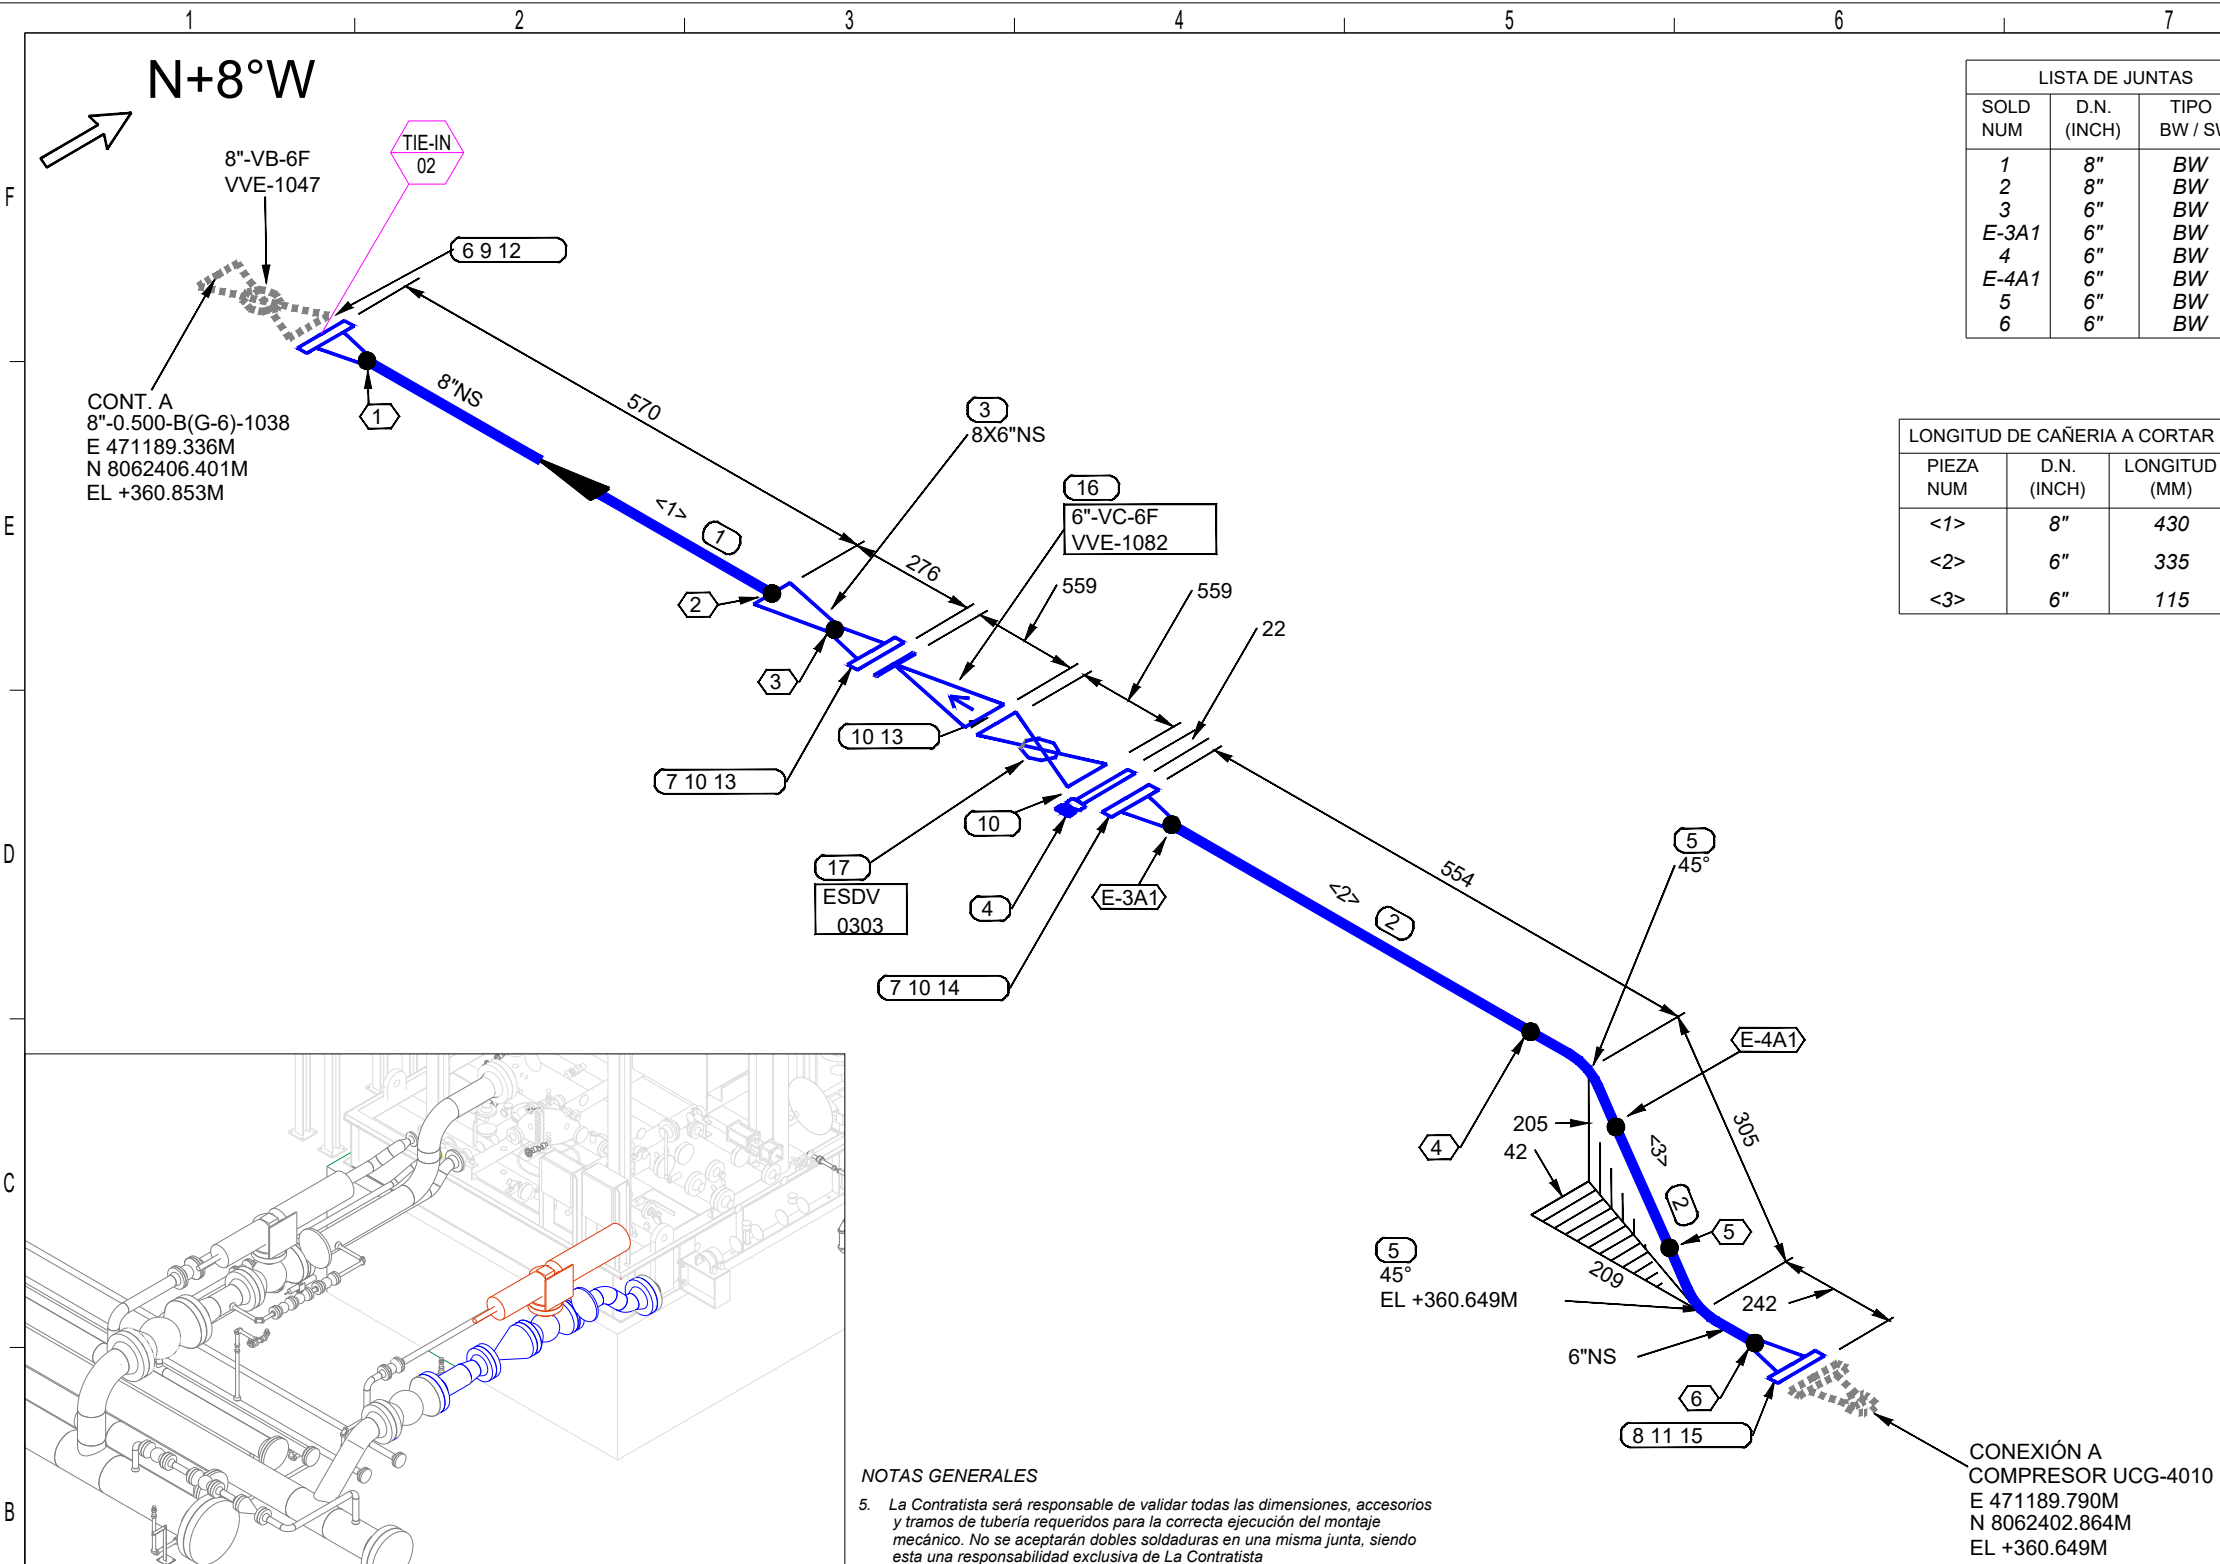 1 2 3 4 5 6 7
F
E
D
C
B
N+8°W
TIE-IN
02
8"-VB-6F
VVE-1047
6 9 12
CONT. A
8"-0.500-B(G-6)-1038
E 471189.336M
N 8062406.401M
EL +360.853M
1
8"NS
570
3
8X6"NS
<1>
1
16
6"-VC-6F
VVE-1082
276
559
559
22
2
3
10 13
7 10 13
10
17
ESDV
0303
4
E-3A1
7 10 14
554
<2>
2
5
45°
E-4A1
205
42
4
<3>
305
2
5
209
5
45°
EL +360.649M
242
6"NS
6
8 11 15
CONEXIÓN A
COMPRESOR UCG-4010
E 471189.790M
N 8062402.864M
EL +360.649M
LISTA DE JUNTAS
SOLD D.N. TIPO
NUM (INCH) BW /
1 8" BW
2 8" BW
3 6" BW
E-3A1 6" BW
4 6" BW
E-4A1 6" BW
5 6" BW
6 6" BW
LONGITUD DE CAÑERIA A CORTAR
PIEZA D.N. LONGITUD
NUM (INCH) (MM)
<1> 8" 430
<2> 6" 335
<3> 6" 115
NOTAS GENERALES
5. La Contratista será responsable de validar todas las dimensiones, accesorios
y tramos de tubería requeridos para la correcta ejecución del montaje
mecánico. No se aceptarán dobles soldaduras en una misma junta, siendo
esta una responsabilidad exclusiva de La Contratista